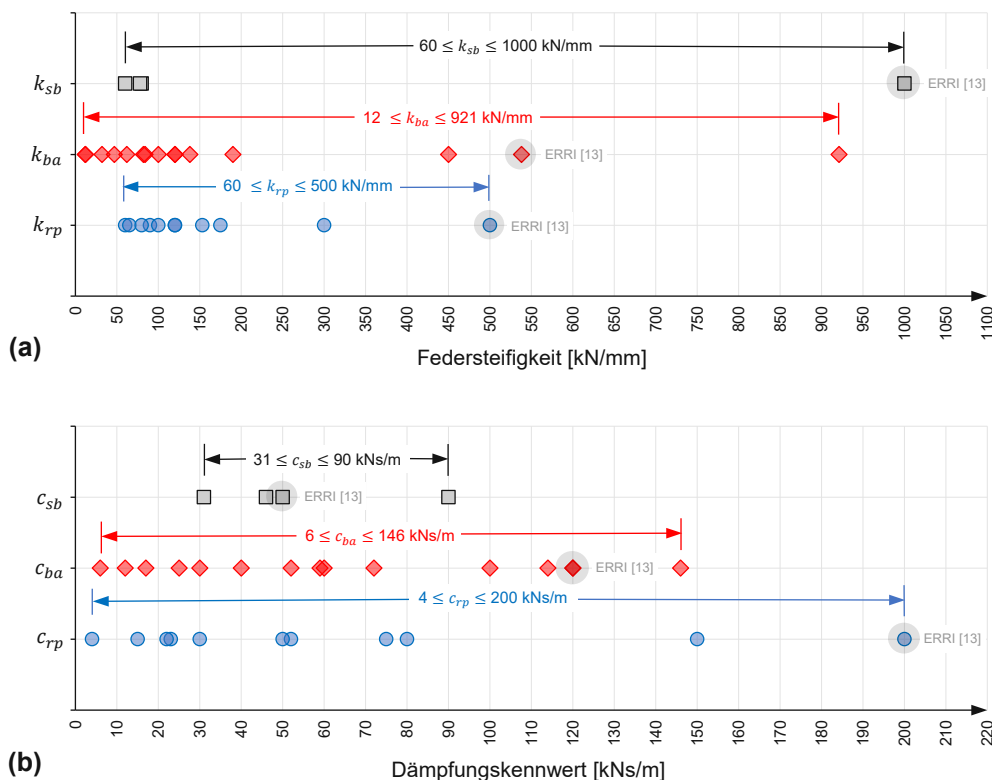 60 ≤ k_sb ≤ 1000 kN/mm
k_sb
ERRI [13]
12 ≤ k_ba ≤ 921 kN/mm
k_ba
ERRI [13]
60 ≤ k_rp ≤ 500 kN/mm
k_rp
ERRI [13]
0 50 100 150 200 250 300 350 400 450 500 550 600 650 700 750 800 850 900 950 1000 1100
(a)
Federsteifigkeit [kN/mm]
31 ≤ c_sb ≤ 90 kNs/m
c_sb
ERRI [13]
6 ≤ c_ba ≤ 146 kNs/m
c_ba
ERRI [13]
4 ≤ c_rp ≤ 200 kNs/m
c_rp
ERRI [13]
0 10 20 30 40 50 60 70 80 90 100 110 120 130 140 150 160 170 180 190 200 210 220
(b)
Dämpfungskennwert [kNs/m]